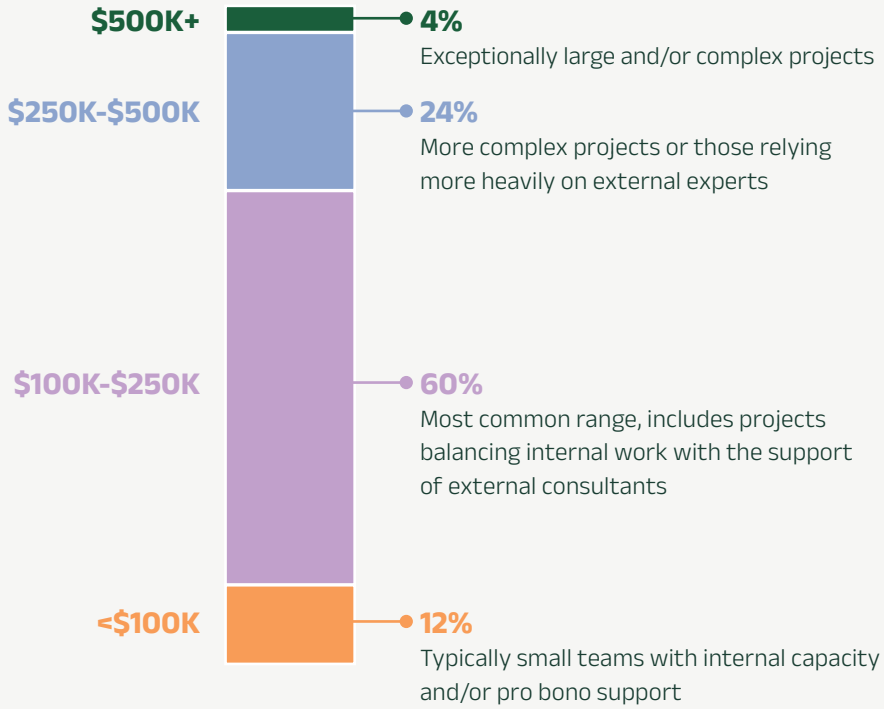 $500K+
4%
Exceptionally large and/or complex projects
$250K-$500K
24%
More complex projects or those relying
more heavily on external experts
$100K-$250K
60%
Most common range, includes projects
balancing internal work with the support
of external consultants
<$100K
12%
Typically small teams with internal capacity
and/or pro bono support